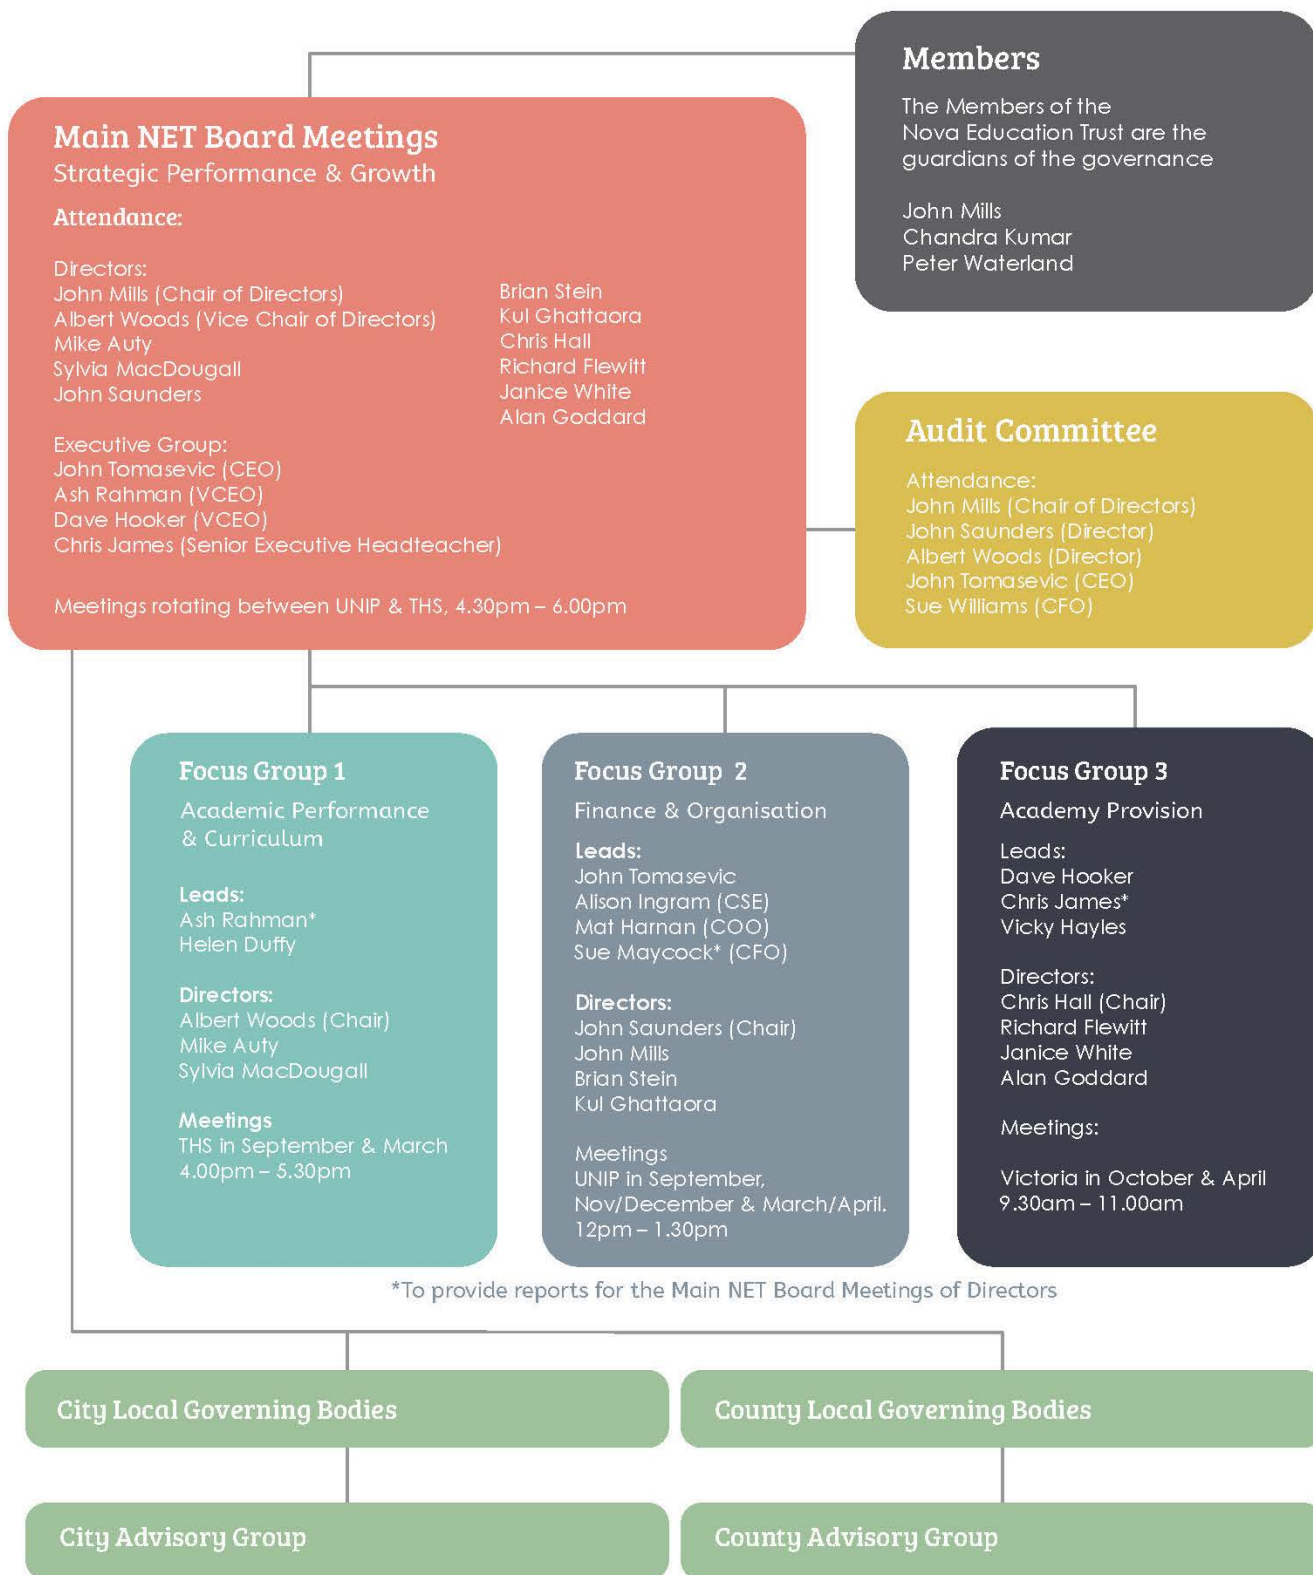 Members
The Members of the
Nova Education Trust are the
guardians of the governance
John Mills
Chandra Kumar
Peter Waterland
Main NET Board Meetings
Strategic Performance & Growth
Attendance:
Directors:
John Mills (Chair of Directors)
Albert Woods (Vice Chair of Directors)
Mike Auty
Sylvia MacDougall
John Saunders
Brian Stein
Kul Ghattaora
Chris Hall
Richard Flewitt
Janice White
Alan Goddard
Executive Group:
John Tomasevic (CEO)
Ash Rahman (VCEO)
Dave Hooker (VCEO)
Chris James (Senior Executive Headteacher)
Meetings rotating between UNIP & THS, 4.30pm – 6.00pm
Audit Committee
Attendance:
John Mills (Chair of Directors)
John Saunders (Director)
Albert Woods (Director)
John Tomasevic (CEO)
Sue Williams (CFO)
Focus Group 1
Academic Performance
& Curriculum
Leads:
Ash Rahman*
Helen Duffy
Directors:
Albert Woods (Chair)
Mike Auty
Sylvia MacDougall
Meetings
THS in September & March
4.00pm – 5.30pm
Focus Group 2
Finance & Organisation
Leads:
John Tomasevic
Alison Ingram (CSE)
Mat Harnan (COO)
Sue Maycock* (CFO)
Directors:
John Saunders (Chair)
John Mills
Brian Stein
Kul Ghattaora
Meetings
UNIP in September,
Nov/December & March/April.
12pm – 1.30pm
Focus Group 3
Academy Provision
Leads:
Dave Hooker
Chris James*
Vicky Hayles
Directors:
Chris Hall (Chair)
Richard Flewitt
Janice White
Alan Goddard
Meetings:
Victoria in October & April
9.30am – 11.00am
*To provide reports for the Main NET Board Meetings of Directors
City Local Governing Bodies
County Local Governing Bodies
City Advisory Group
County Advisory Group